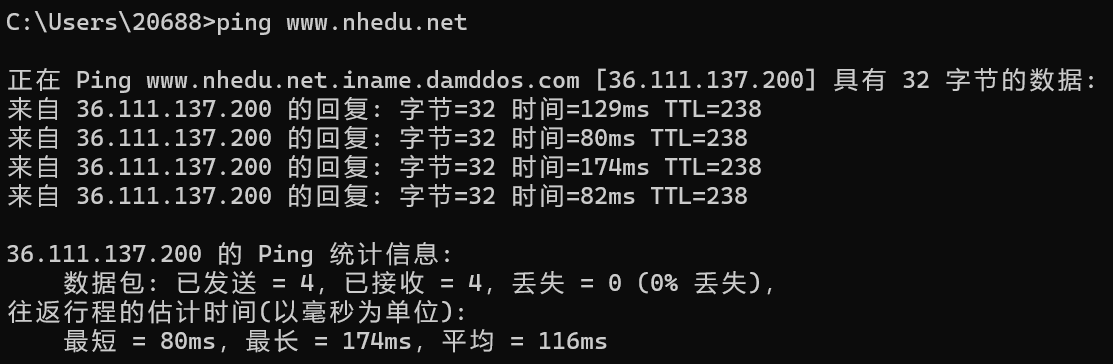 C:\Users\20688>ping www.nhedu.net
正在 Ping www.nhedu.net.iname.damddos.com [36.111.137.200] 具有 32 字节的数据:
来自 36.111.137.200 的回复: 字节=32 时间=129ms TTL=238
来自 36.111.137.200 的回复: 字节=32 时间=80ms TTL=238
来自 36.111.137.200 的回复: 字节=32 时间=174ms TTL=238
来自 36.111.137.200 的回复: 字节=32 时间=82ms TTL=238
36.111.137.200 的 Ping 统计信息:
    数据包: 已发送 = 4，已接收 = 4，丢失 = 0 (0% 丢失)，
往返行程的估计时间(以毫秒为单位):
    最短 = 80ms，最长 = 174ms，平均 = 116ms